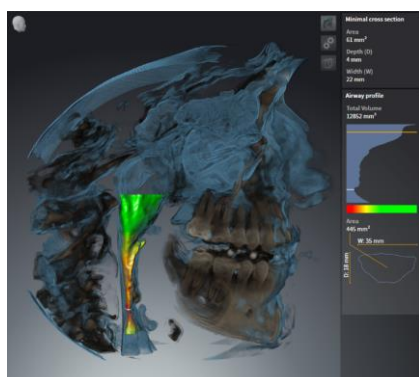 Minimal cross section
Area
61 mm²
Depth (D)
4 mm
Width (W)
22 mm
Airway profile
Total Volume
12852 mm³
Area
445 mm²
W: 35 mm
D: 18 mm